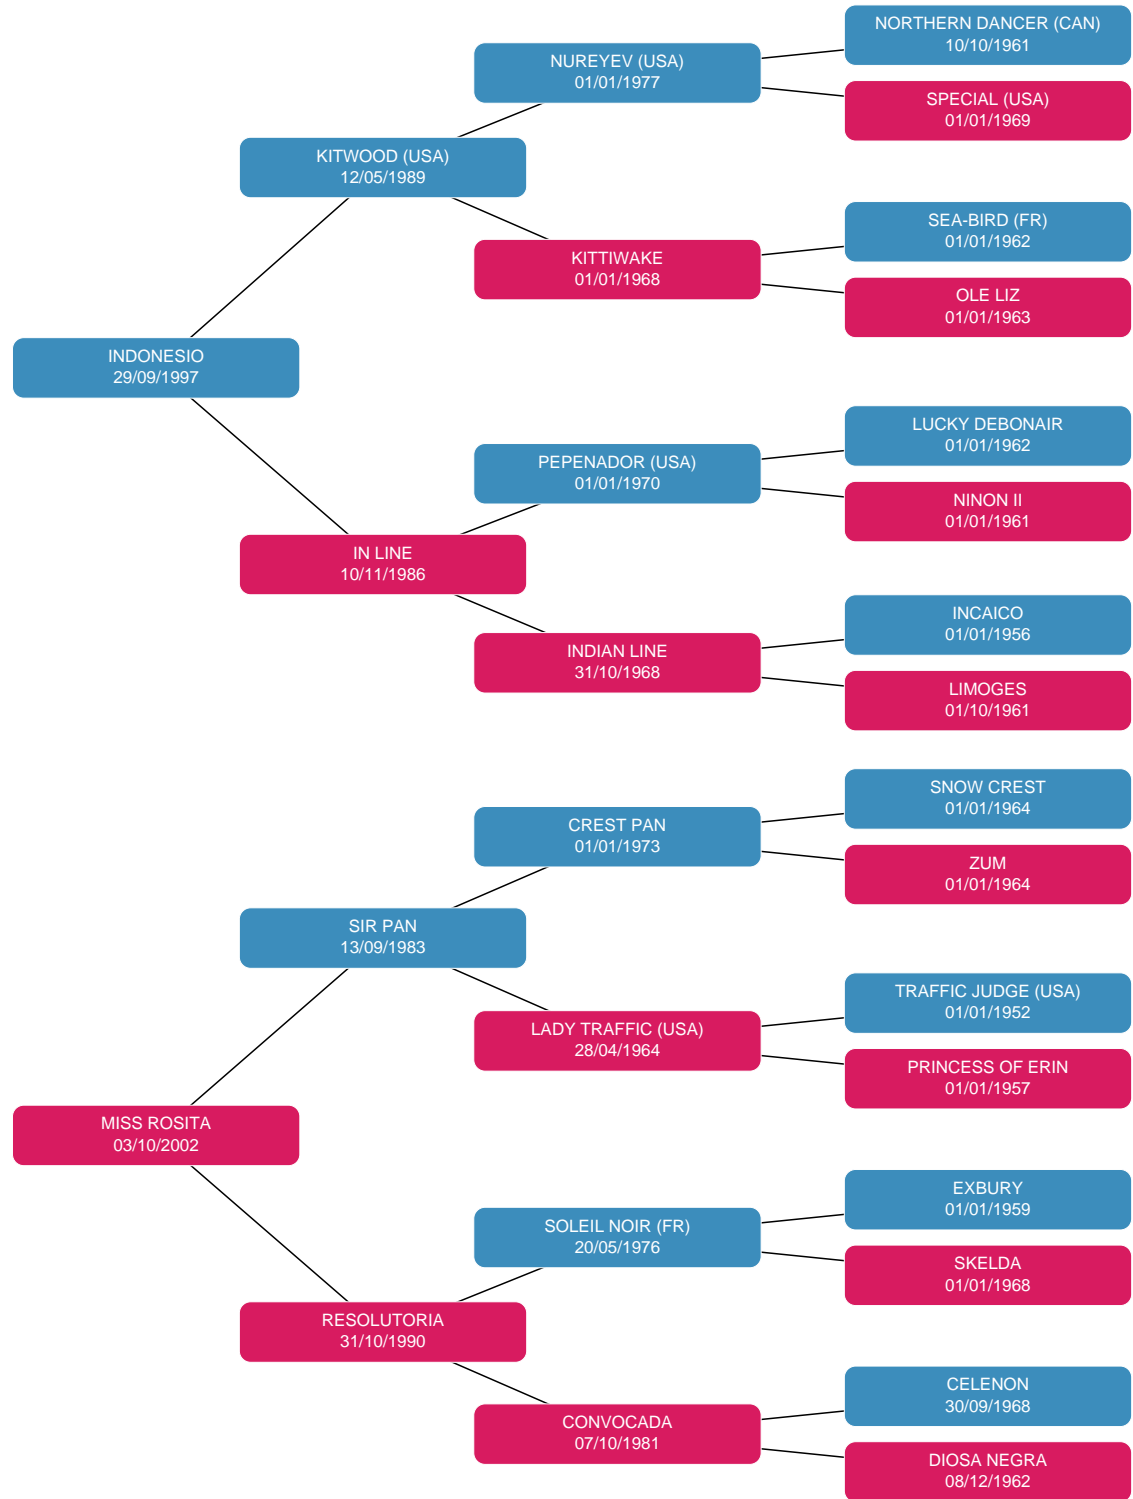 NORTHERN DANCER (CAN)
10/10/1961
NUREYEV (USA)
01/01/1977
SPECIAL (USA)
01/01/1969
KITWOOD (USA)
12/05/1989
SEA-BIRD (FR)
01/01/1962
KITTIWAKE
01/01/1968
OLE LIZ
01/01/1963
INDONESIO
29/09/1997
LUCKY DEBONAIR
01/01/1962
PEPENADOR (USA)
01/01/1970
NINON II
01/01/1961
IN LINE
10/11/1986
INCAICO
01/01/1956
INDIAN LINE
31/10/1968
LIMOGES
01/10/1961
SNOW CREST
01/01/1964
CREST PAN
01/01/1973
ZUM
01/01/1964
SIR PAN
13/09/1983
TRAFFIC JUDGE (USA)
01/01/1952
LADY TRAFFIC (USA)
28/04/1964
PRINCESS OF ERIN
01/01/1957
MISS ROSITA
03/10/2002
EXBURY
01/01/1959
SOLEIL NOIR (FR)
20/05/1976
SKELDA
01/01/1968
RESOLUTORIA
31/10/1990
CELENON
30/09/1968
CONVOCADA
07/10/1981
DIOSA NEGRA
08/12/1962